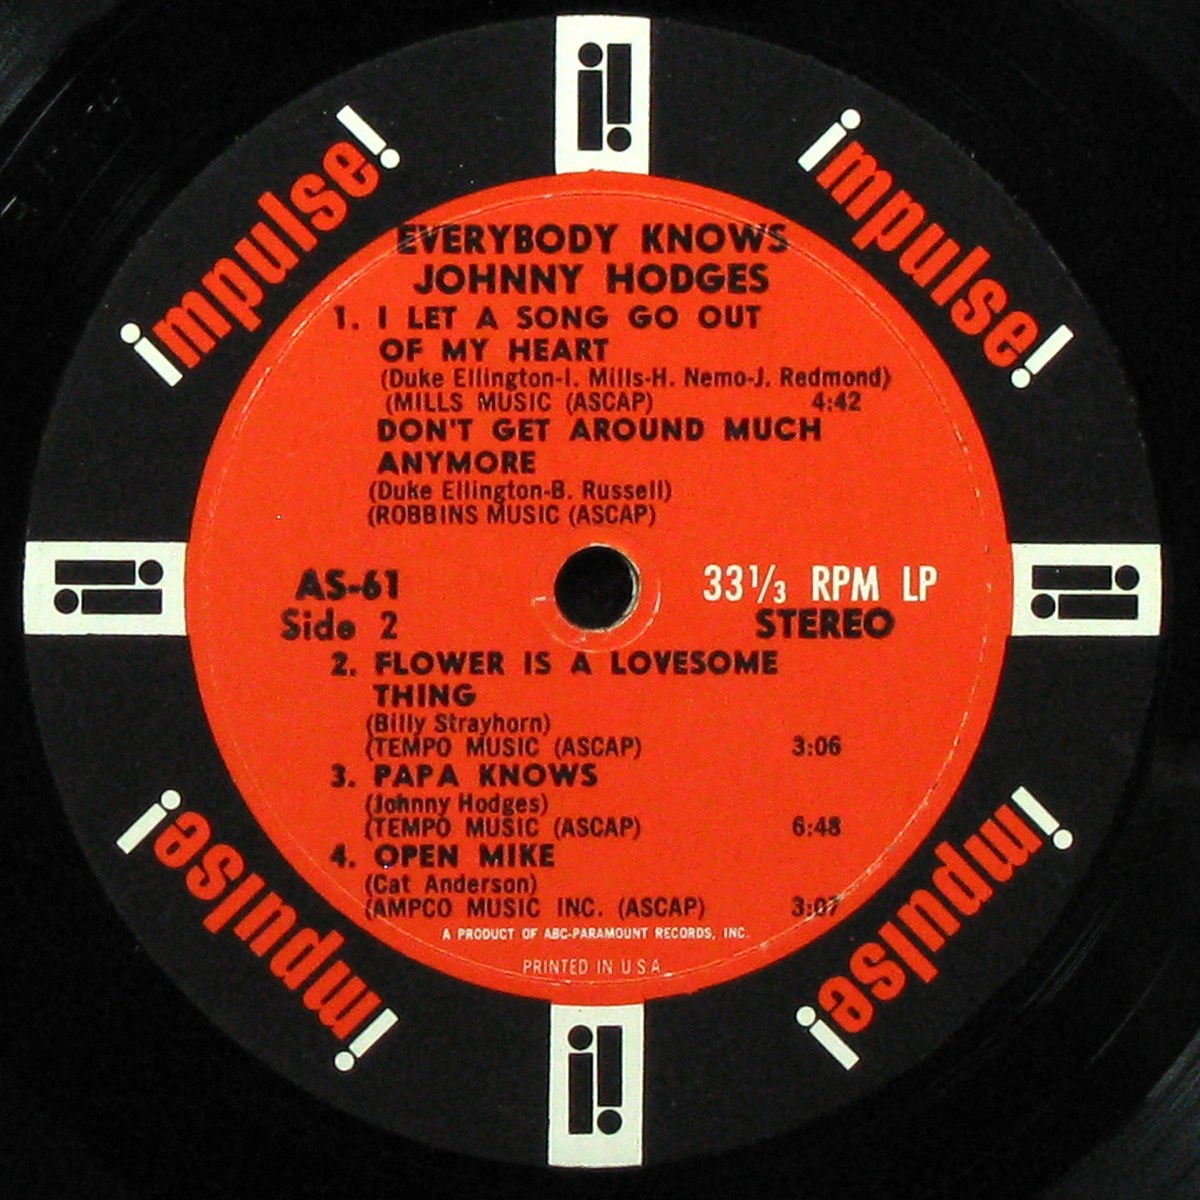 i!
impulse!
impulse!
EVERYBODY KNOWS
JOHNNY HODGES
1. I LET A SONG GO OUT
OF MY HEART
(Duke Ellington-I. Mills-H. Nemo-J. Redmond)
(MILLS MUSIC (ASCAP) 4:42
DON'T GET AROUND MUCH
ANYMORE
(Duke Ellington-B. Russell)
(ROBBINS MUSIC (ASCAP)
i!
AS-61
Side 2
33 1/3 RPM LP
STEREO
i!
2. FLOWER IS A LOVESOME
THING
(Billy Strayhorn)
(TEMPO MUSIC (ASCAP) 3:06
3. PAPA KNOWS
(Johnny Hodges)
(TEMPO MUSIC (ASCAP) 6:48
4. OPEN MIKE
(Cat Anderson)
(AMPCO MUSIC INC. (ASCAP) 3:07
A PRODUCT OF ABC-PARAMOUNT RECORDS, INC.
PRINTED IN U S A
impulse!
impulse!
i!